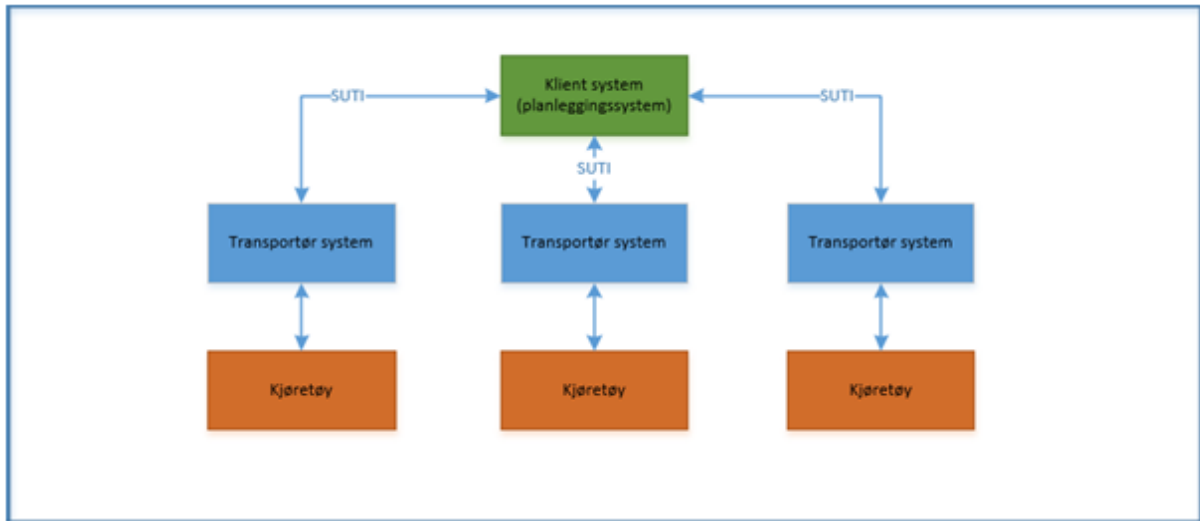 Klient system
(planleggingssystem)
SUTI
SUTI
SUTI
Transportør system
Transportør system
Transportør system
Kjøretøy
Kjøretøy
Kjøretøy